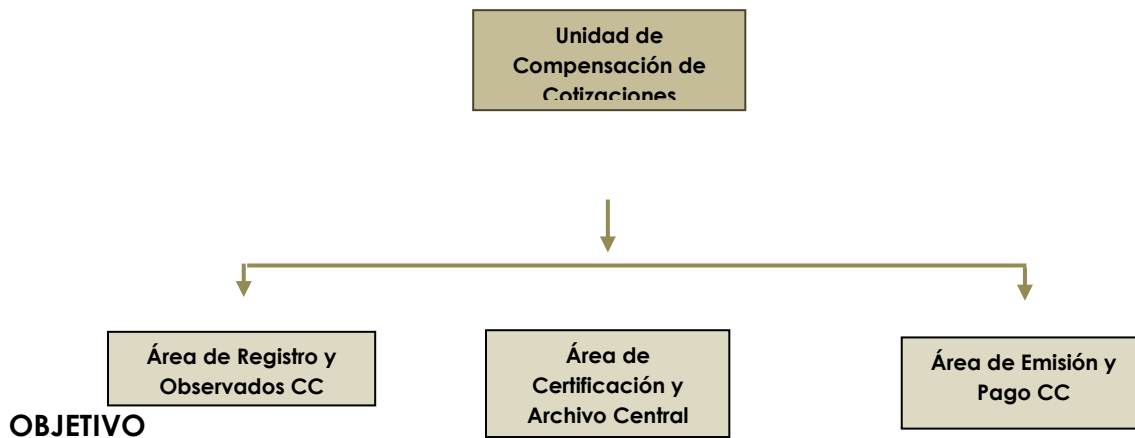 Unidad de
Compensación de
Cotizaciones
Área de Registro y
Observados CC
Área de
Certificación y
Archivo Central
Área de Emisión y
Pago CC
OBJETIVO